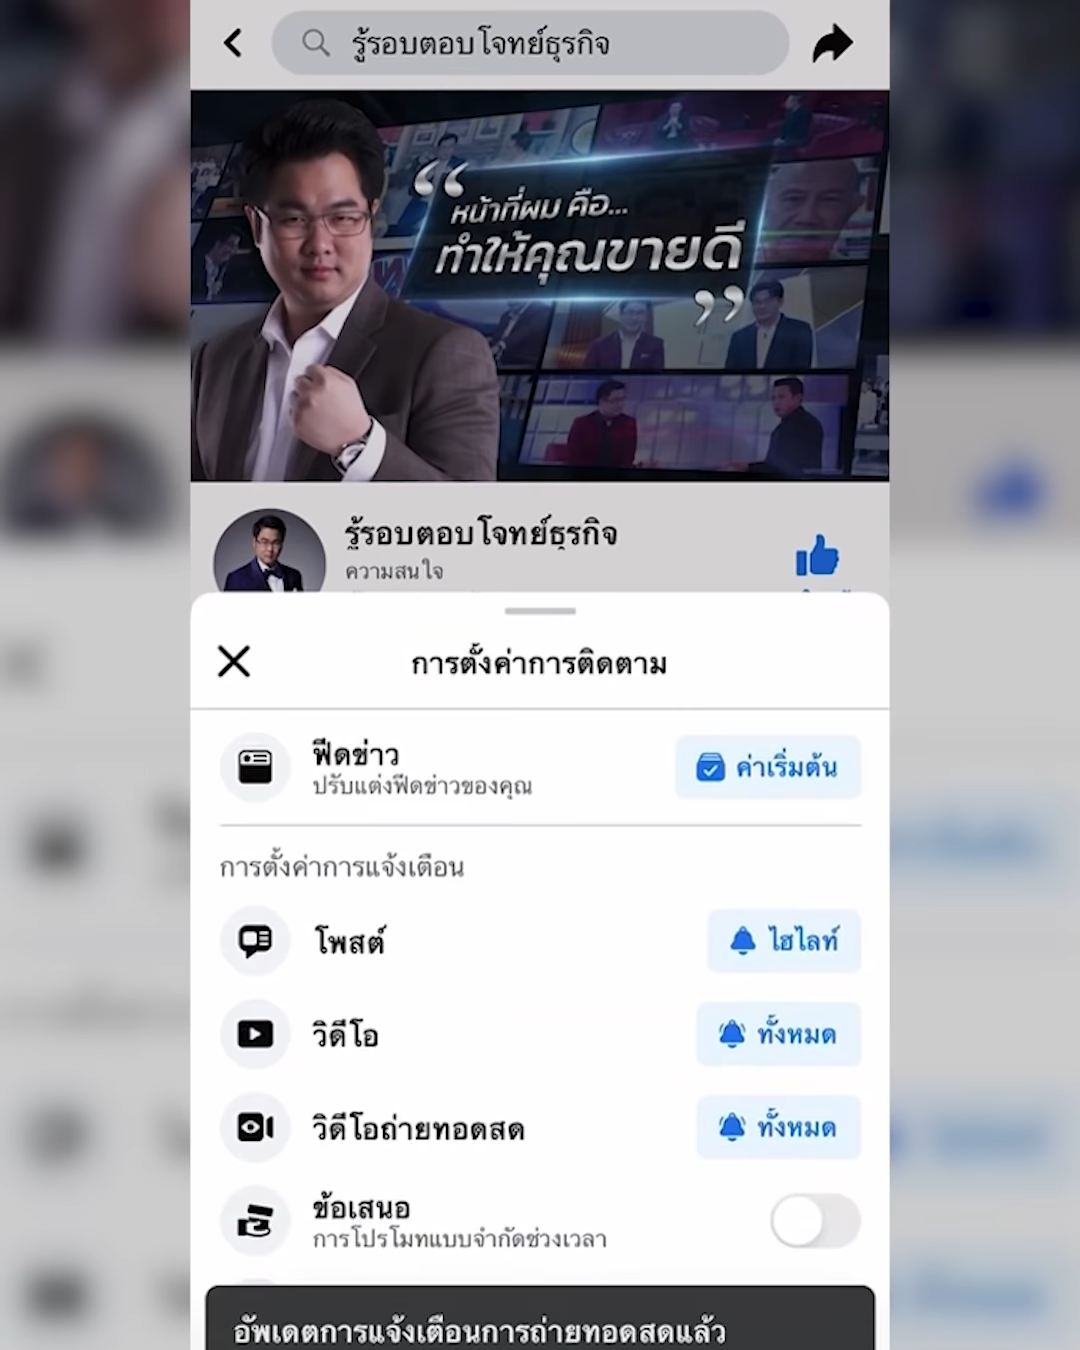 รู้รอบตอบโจทย์ธุรกิจ
“หน้าที่ผม คือ...
ทำให้คุณขายดี”
รู้รอบตอบโจทย์ธุรกิจ
ความสนใจ
การตั้งค่าการติดตาม
ฟีดข่าว
ปรับแต่งฟีดข่าวของคุณ
ค่าเริ่มต้น
การตั้งค่าการแจ้งเตือน
โพสต์
ไฮไลท์
วิดีโอ
ทั้งหมด
วิดีโอถ่ายทอดสด
ทั้งหมด
ข้อเสนอ
การโปรโมทแบบจำกัดช่วงเวลา
อัพเดตการแจ้งเตือนการถ่ายทอดสดแล้ว